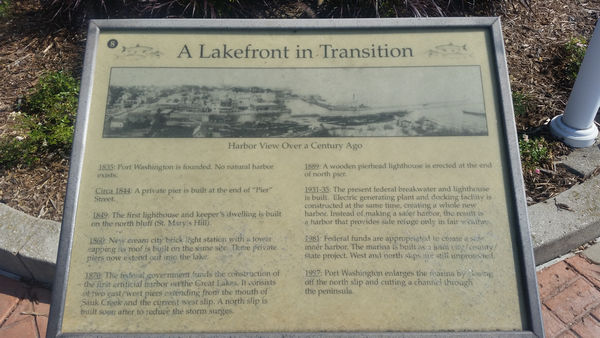 8
A Lakefront in Transition
Harbor View Over a Century Ago
1835: Port Washington is founded. No natural harbor
exists.
Circa 1844: A private pier is built at the end of "Pier"
Street.
1849: The first lighthouse and keeper's dwelling is built
on the north bluff (St. Mary's Hill).
1860: New cream city brick light station with a tower
capping its roof is built on the same site. Three private
piers now extend out into the lake.
1870: The federal government funds the construction of
the first artificial harbor on the Great Lakes. It consists
of two east/west piers extending from the mouth of
Sauk Creek and the current west slip. A north slip is
built soon after to reduce the storm surges.
1889: A wooden pierhead lighthouse is erected at the end
of north pier.
1931-35: The present federal breakwater and lighthouse
is built. Electric generating plant and docking facility is
constructed at the same time, creating a whole new
harbor. Instead of making a safer harbor, the result is
a harbor that provides safe refuge only in fair weather.
1981: Federal funds are appropriated to create a safe
inner harbor. The marina is built as a joint city/county/
state project. West and north slips are still unprotected.
1997: Port Washington enlarges the marina by closing
off the north slip and cutting a channel through
the peninsula.